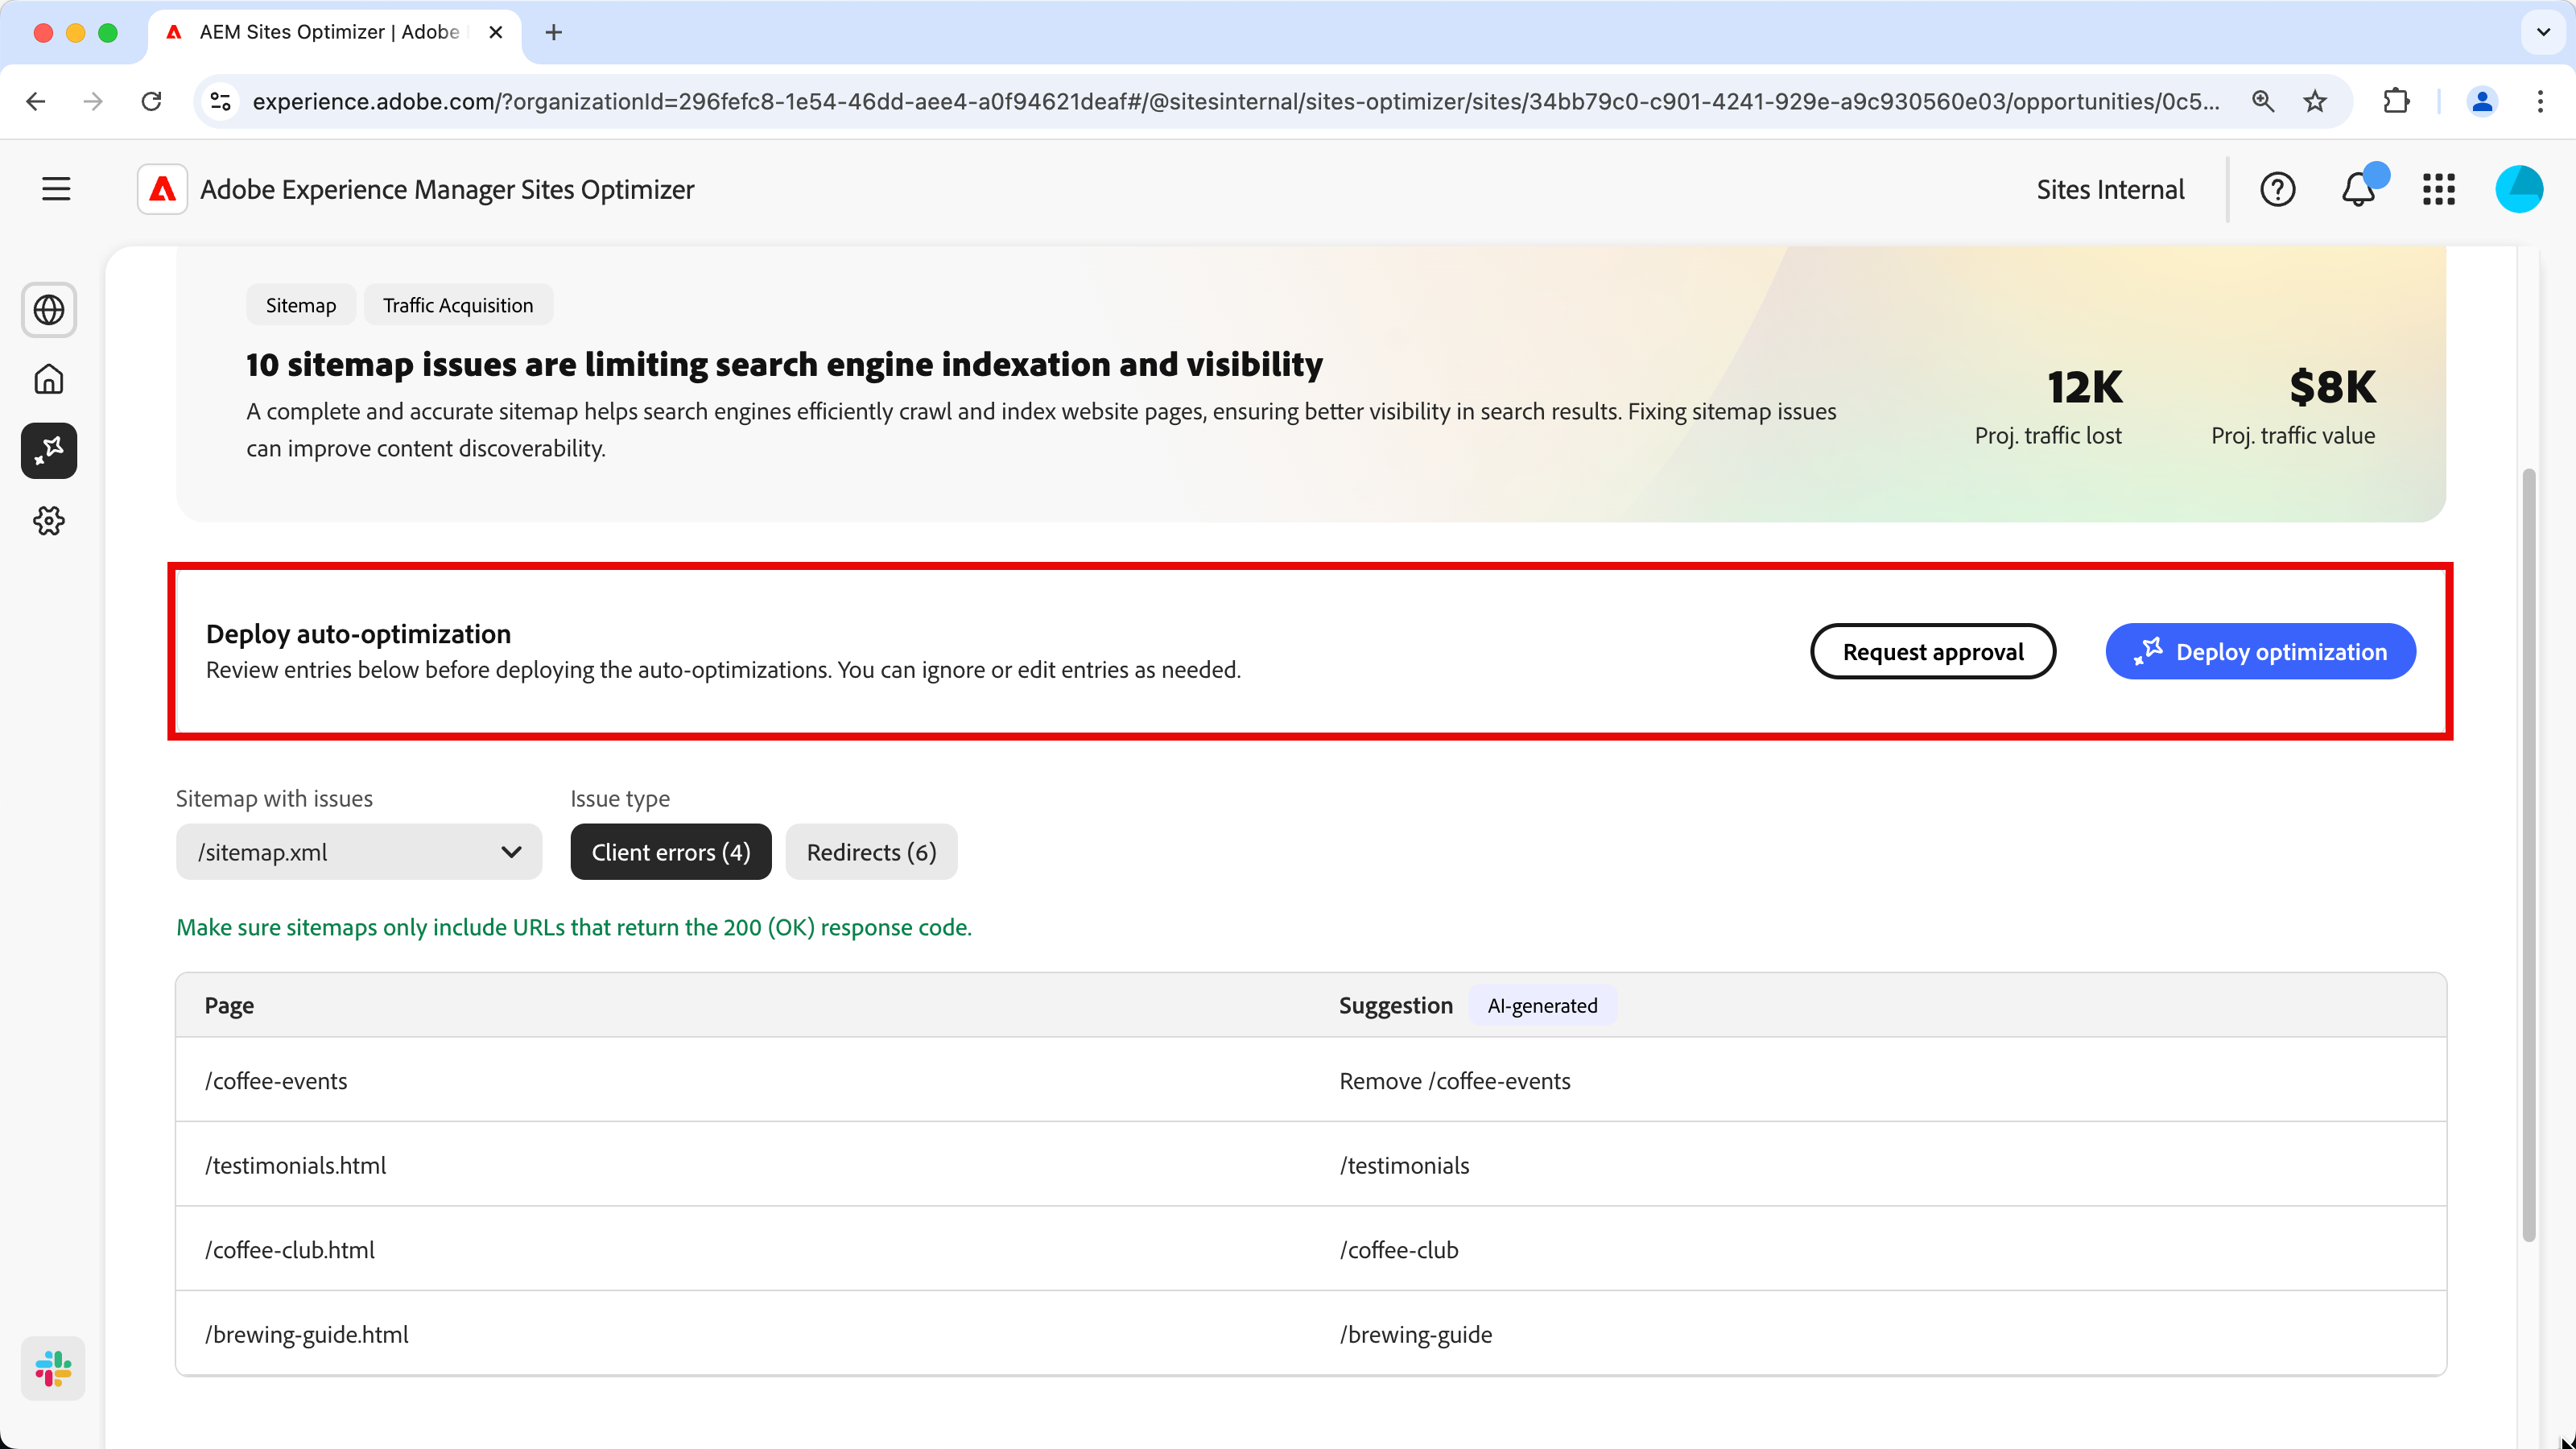 AEM Sites Optimizer | Adobe
experience.adobe.com/?organizationId=296fefc8-1e54-46dd-aee4-a0f94621deaf#/@sitesinternal/sites-optimizer/sites/34bb79c0-c901-4241-929e-a9c930560e03/opportunities/0c5...
Adobe Experience Manager Sites Optimizer
Sites Internal
Sitemap
Traffic Acquisition
10 sitemap issues are limiting search engine indexation and visibility
A complete and accurate sitemap helps search engines efficiently crawl and index website pages, ensuring better visibility in search results. Fixing sitemap issues
can improve content discoverability.
12K
Proj. traffic lost
$8K
Proj. traffic value
Deploy auto-optimization
Review entries below before deploying the auto-optimizations. You can ignore or edit entries as needed.
Request approval
Deploy optimization
Sitemap with issues
/sitemap.xml
Issue type
Client errors (4)
Redirects (6)
Make sure sitemaps only include URLs that return the 200 (OK) response code.
Page
Suggestion AI-generated
/coffee-events
Remove /coffee-events
/testimonials.html
/testimonials
/coffee-club.html
/coffee-club
/brewing-guide.html
/brewing-guide